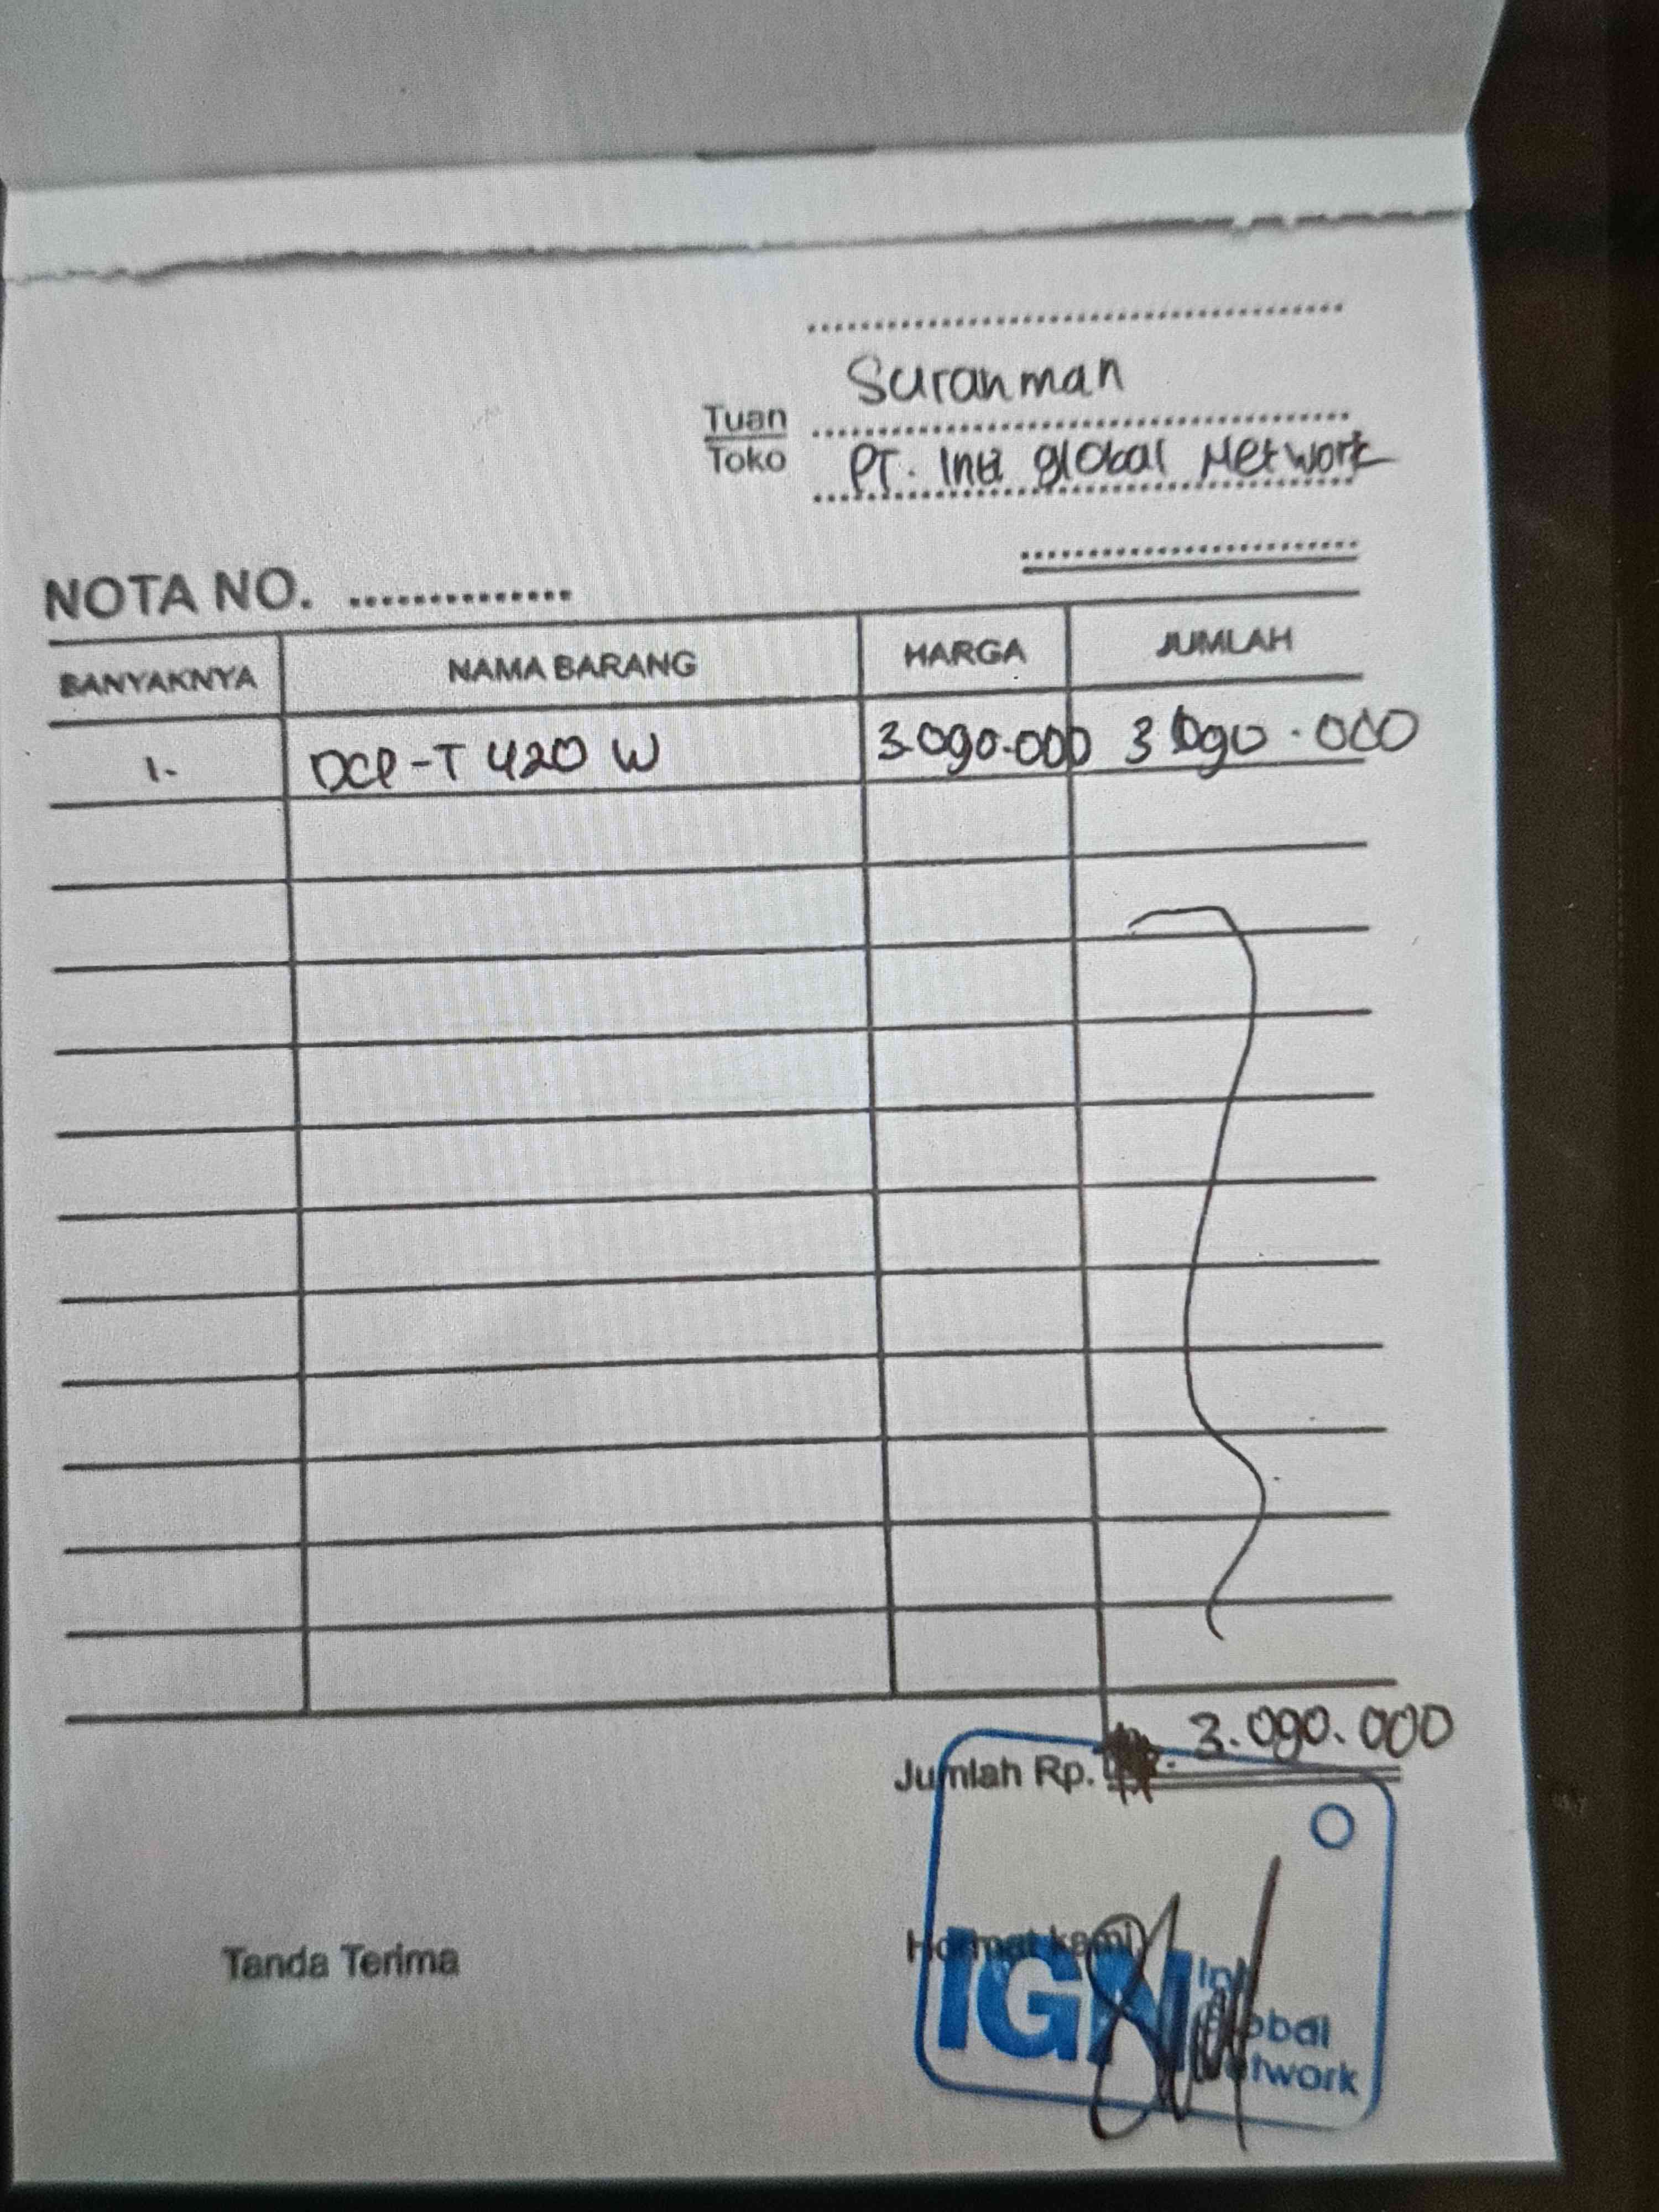 Suranman
Tuan
Toko PT. Inti Global Network
NOTA NO. ..............
BANYAKNYA NAMA BARANG HARGA JUMLAH
1. DCP-T 420 W 3.090.000 3.090.000
Jumlah Rp. 3.090.000
Tanda Terima Hormat kami
IGN
Global
Network